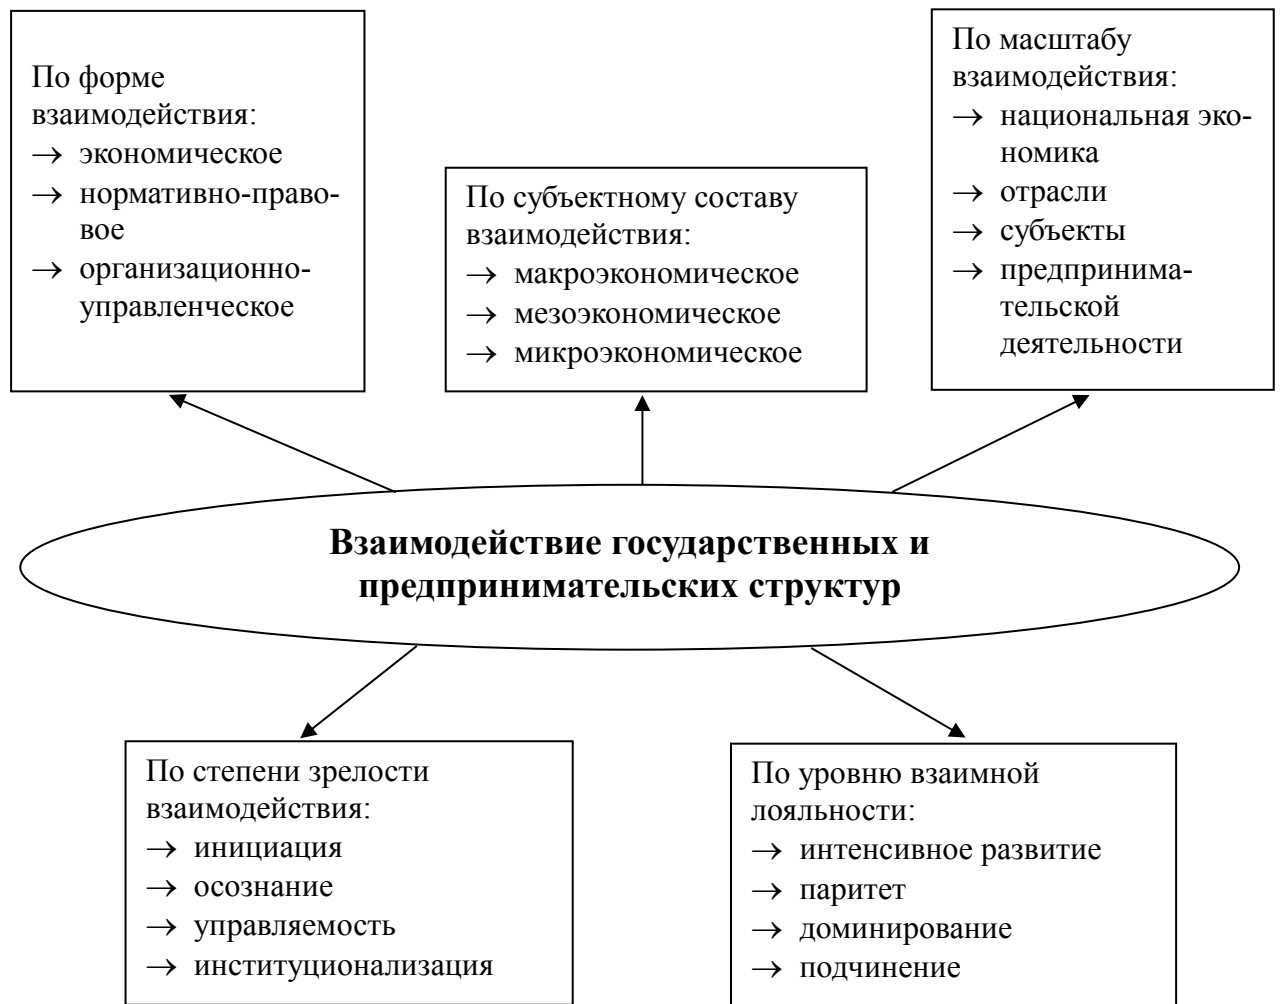 По форме
взаимодействия:
→ экономическое
→ нормативно-право-
вое
→ организационно-
управленческое
По субъектному составу
взаимодействия:
→ макроэкономическое
→ мезоэкономическое
→ микроэкономическое
По масштабу
взаимодействия:
→ национальная эко-
номика
→ отрасли
→ субъекты
→ предпринима-
тельской
деятельности
Взаимодействие государственных и
предпринимательских структур
По степени зрелости
взаимодействия:
→ инициация
→ осознание
→ управляемость
→ институционализация
По уровню взаимной
лояльности:
→ интенсивное развитие
→ паритет
→ доминирование
→ подчинение